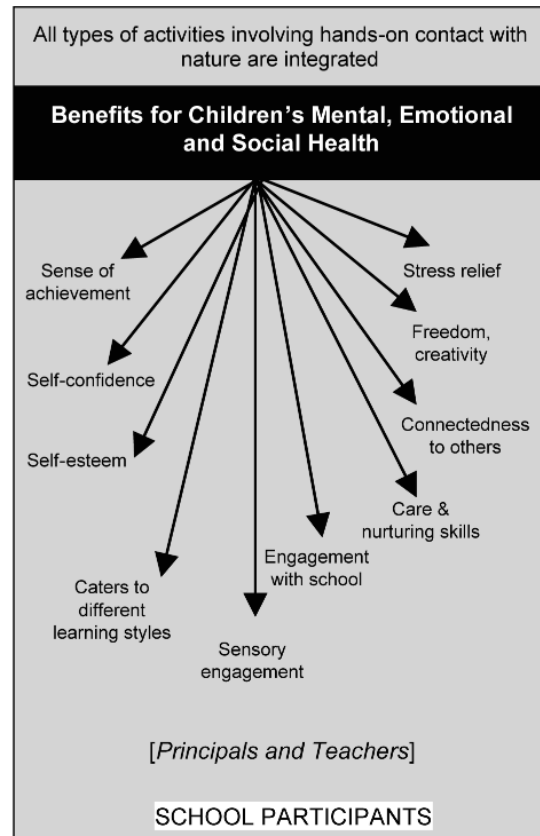 All types of activities involving hands-on contact with
nature are integrated
Benefits for Children's Mental, Emotional
and Social Health
Sense of
achievement
Self-confidence
Self-esteem
Caters to
different
learning styles
Sensory
engagement
Engagement
with school
Care &
nurturing skills
Connectedness
to others
Freedom,
creativity
Stress relief
[Principals and Teachers]
SCHOOL PARTICIPANTS